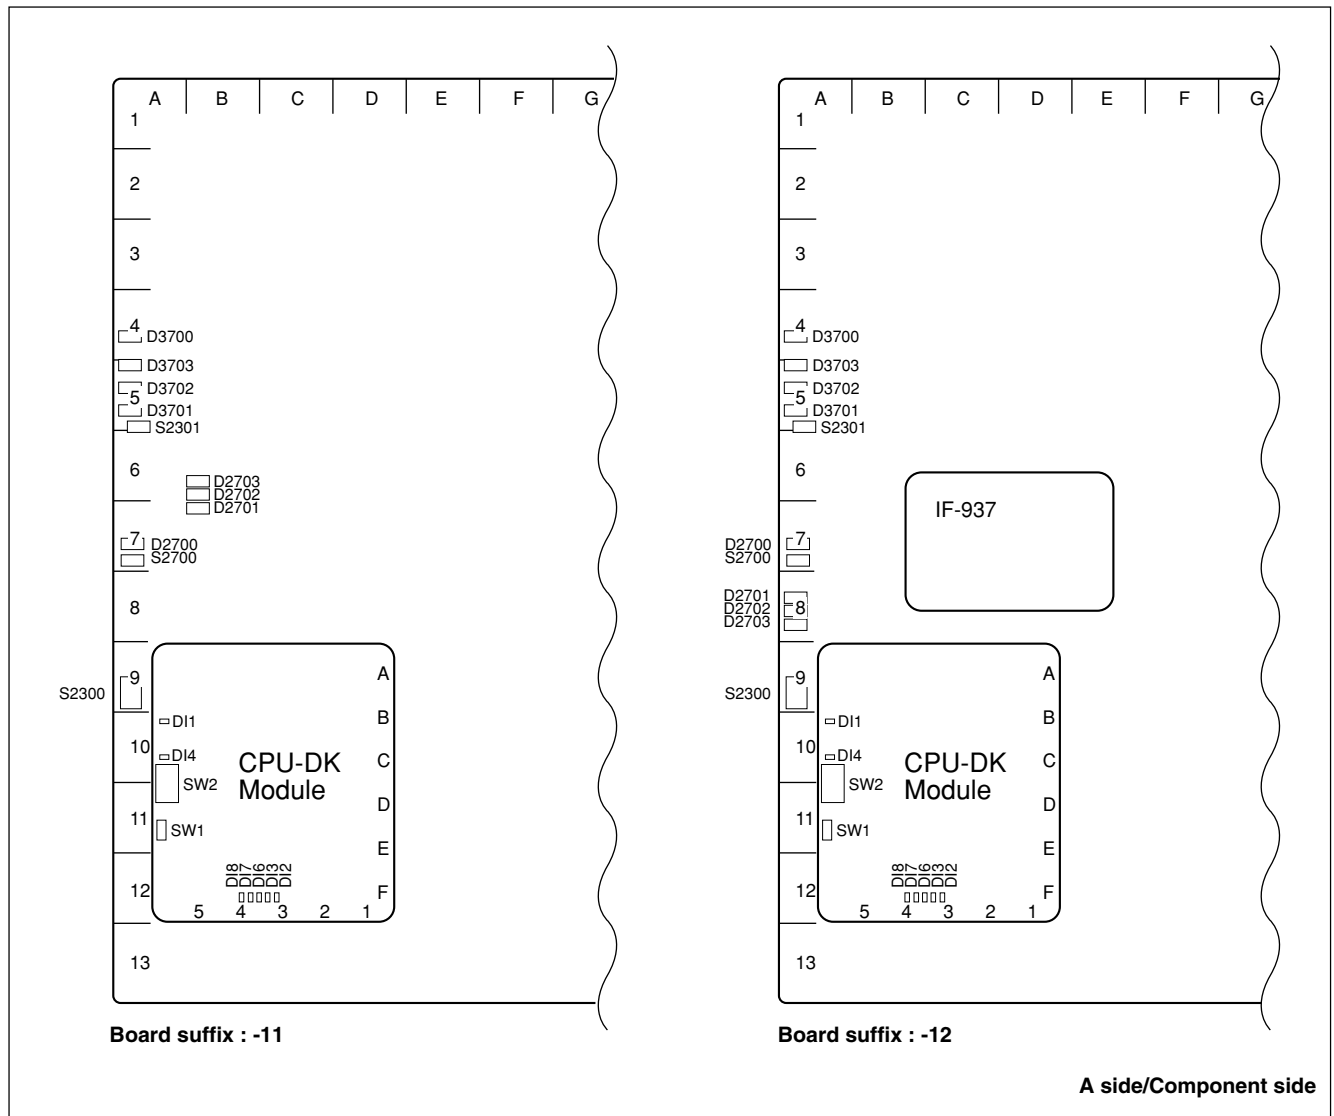 A B C D E F G
1
2
3
4
D3700
D3703
D3702
5
D3701
S2301
6
D2703
D2702
D2701
7
D2700
S2700
8
9
S2300
A
DI1
B
10
DI4
CPU-DK
Module
C
SW2
D
11
SW1
E
DI8
DI7
DI6
DI3
DI2
12
F
5 4 3 2 1
13
Board suffix : -11
A B C D E F G
1
2
3
4
D3700
D3703
D3702
5
D3701
S2301
6
IF-937
7
D2700
S2700
D2701
D2702
8
D2703
9
S2300
A
DI1
B
10
DI4
CPU-DK
Module
C
SW2
D
11
SW1
E
DI8
DI7
DI6
DI3
DI2
12
F
5 4 3 2 1
13
Board suffix : -12
A side/Component side